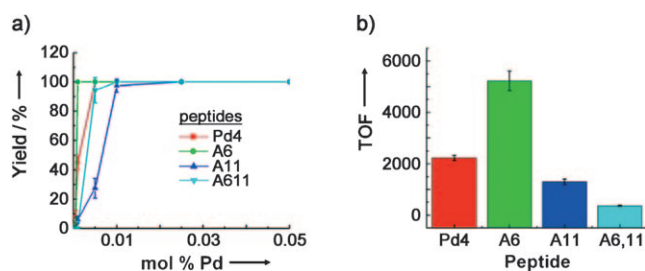 a)
Yield / %
120
100
80
60
40
20
0
peptides
Pd4
A6
A11
A611
0.01
0.03
0.05
mol % Pd
b)
TOF
6000
4000
2000
0
Pd4
A6
A11
A6,11
Peptide